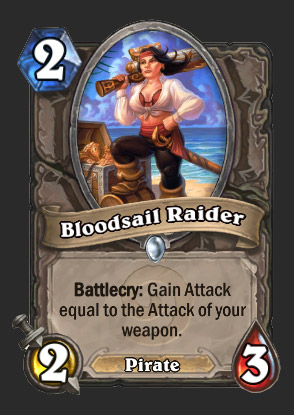 2
Bloodsail Raider
Battlecry: Gain Attack
equal to the Attack of your
weapon.
2
Pirate
3